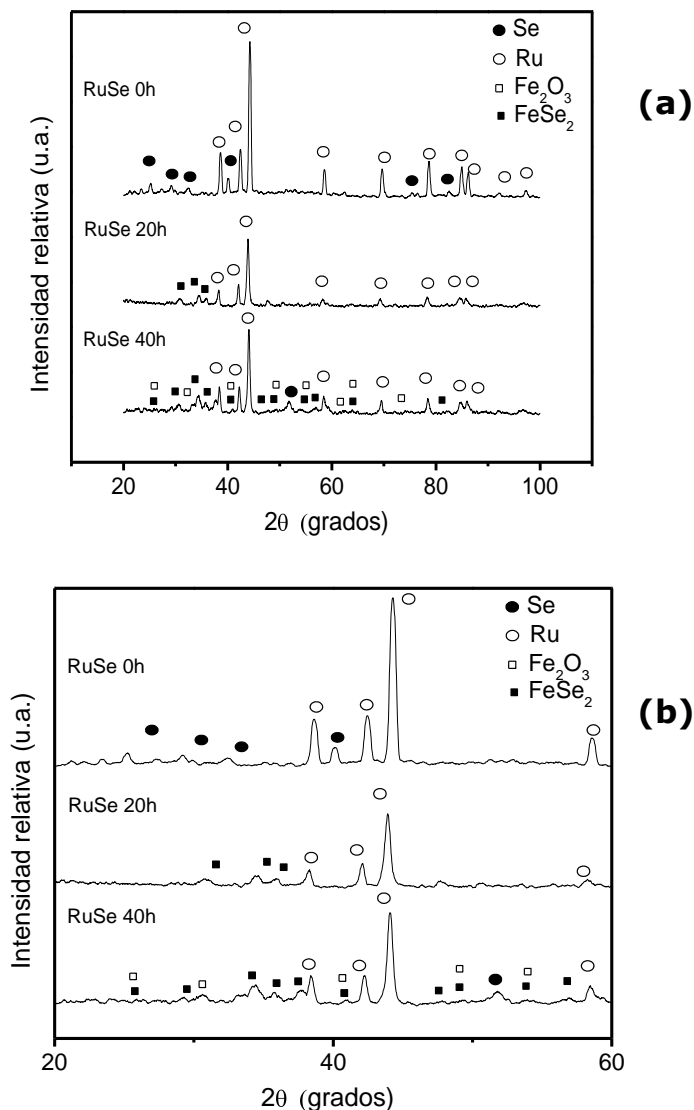 Se
Ru
Fe2O3
FeSe2
(a)
RuSe 0h
RuSe 20h
RuSe 40h
Intensidad relativa (u.a.)
20 40 60 80 100
2θ (grados)
Se
Ru
Fe2O3
FeSe2
(b)
RuSe 0h
RuSe 20h
RuSe 40h
Intensidad relativa (u.a.)
20 40 60
2θ (grados)